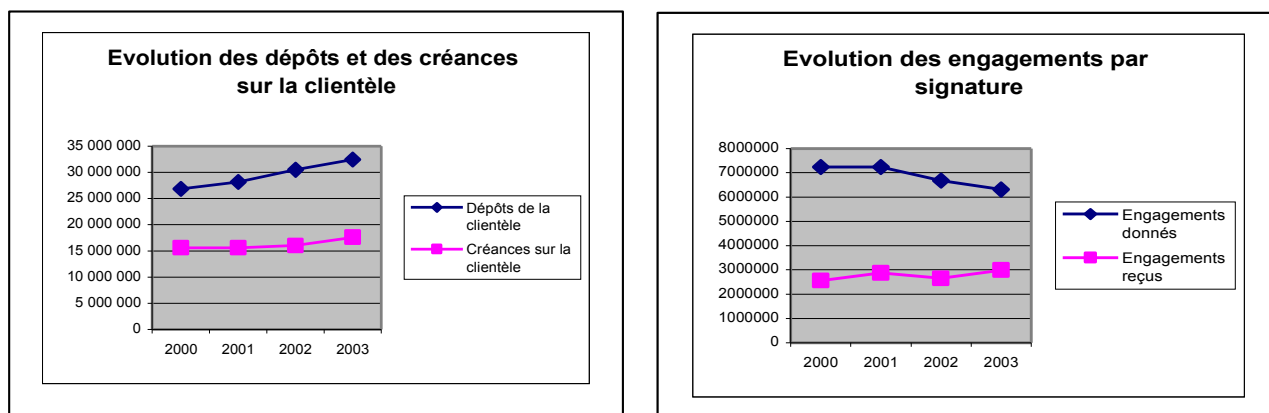 Evolution des dépôts et des créances
sur la clientèle
35 000 000
30 000 000
25 000 000
20 000 000
15 000 000
10 000 000
5 000 000
0
2000 2001 2002 2003
Dépôts de la
clientèle
Créances sur la
clientèle
Evolution des engagements par
signature
8000000
7000000
6000000
5000000
4000000
3000000
2000000
1000000
0
2000 2001 2002 2003
Engagements
donnés
Engagements
reçus